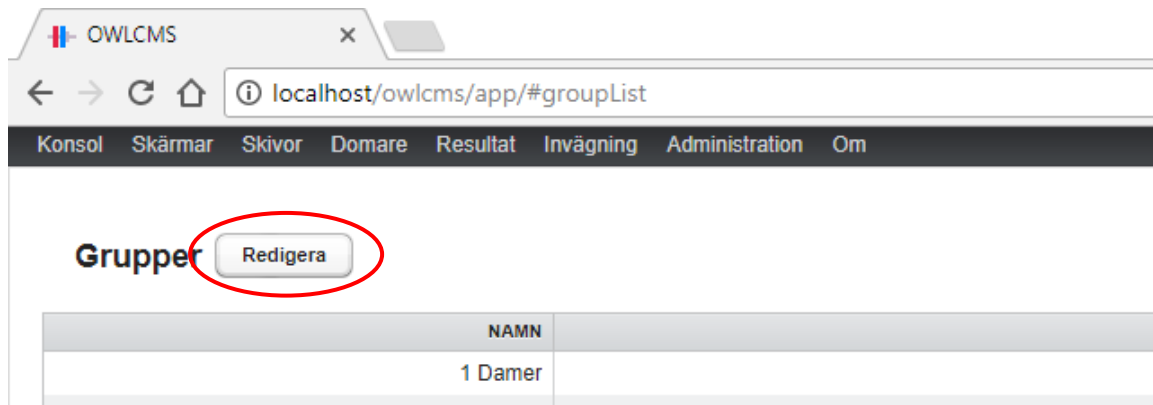 OWLCMS
localhost/owlcms/app/#groupList
Konsol Skärmar Skivor Domare Resultat Invägning Administration Om
Grupper Redigera
NAMN
1 Damer